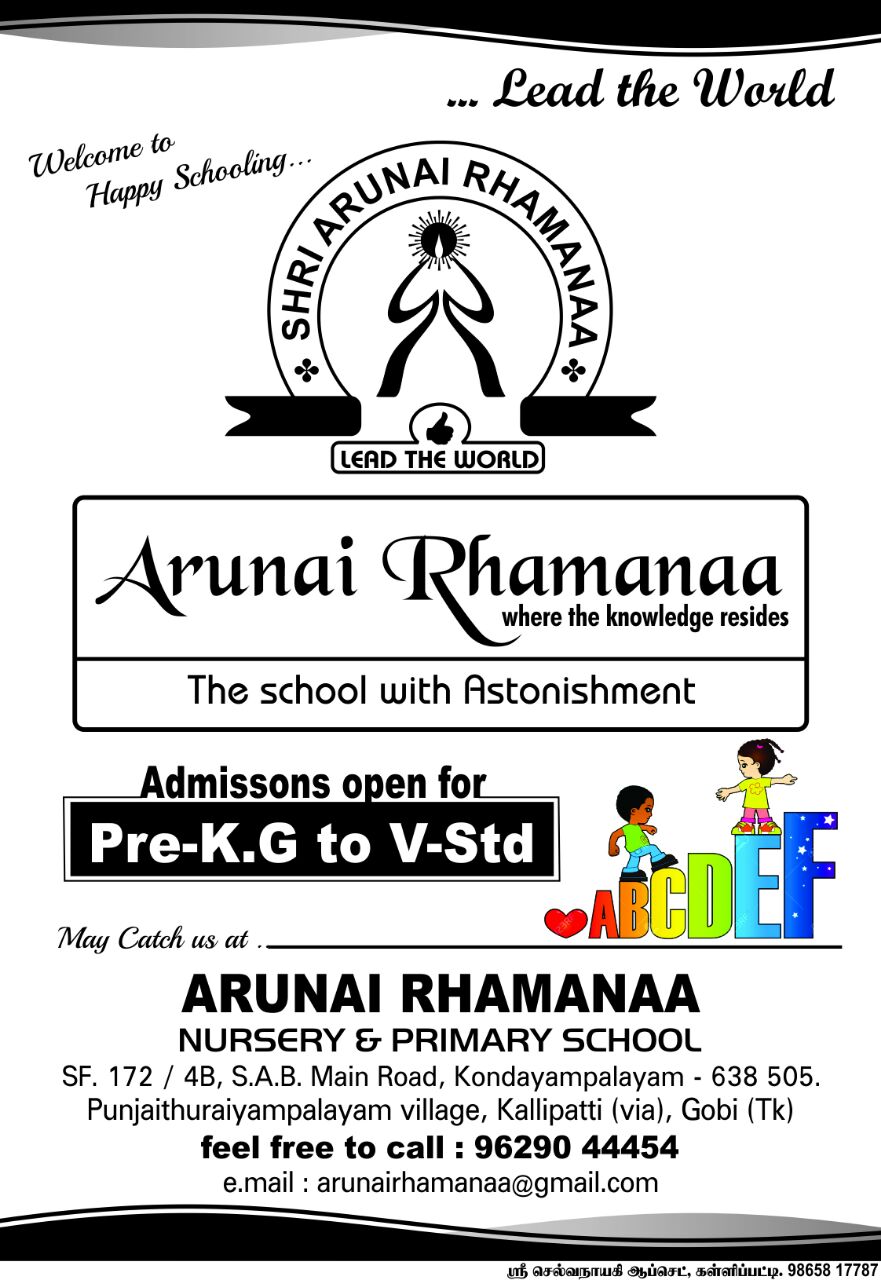 ... Lead the World
Welcome to
Happy Schooling...
SHRI ARUNAI RHAMANAA
LEAD THE WORLD
Arunai Rhamanaa
where the knowledge resides
The school with Astonishment
Admissons open for
Pre-K.G to V-Std
ABCDEF
May Catch us at ..
ARUNAI RHAMANAA
NURSERY & PRIMARY SCHOOL
SF. 172 / 4B, S.A.B. Main Road, Kondayampalayam - 638 505.
Punjaithuraiyampalayam village, Kallipatti (via), Gobi (Tk)
feel free to call : 96290 44454
e.mail : arunairhamanaa@gmail.com
ஸ்ரீ செல்வநாயகி ஆப்செட், கள்ளிப்பட்டி. 98658 17787